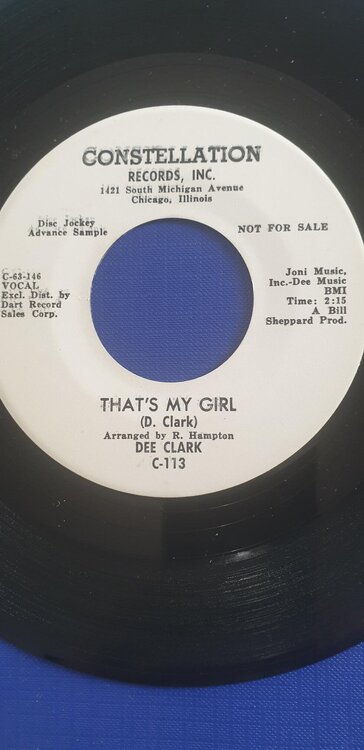 CONSTELLATION
RECORDS, INC.
1421 South Michigan Avenue
Chicago, Illinois
Disc Jockey
Advance Sample
NOT FOR SALE
C-63-146
VOCAL
Excl. Dist. by
Dart Record
Sales Corp.
Joni Music,
Inc.-Dee Music
BMI
Time: 2:15
A Bill
Sheppard Prod.
THAT'S MY GIRL
(D. Clark)
Arranged by R. Hampton
DEE CLARK
C-113